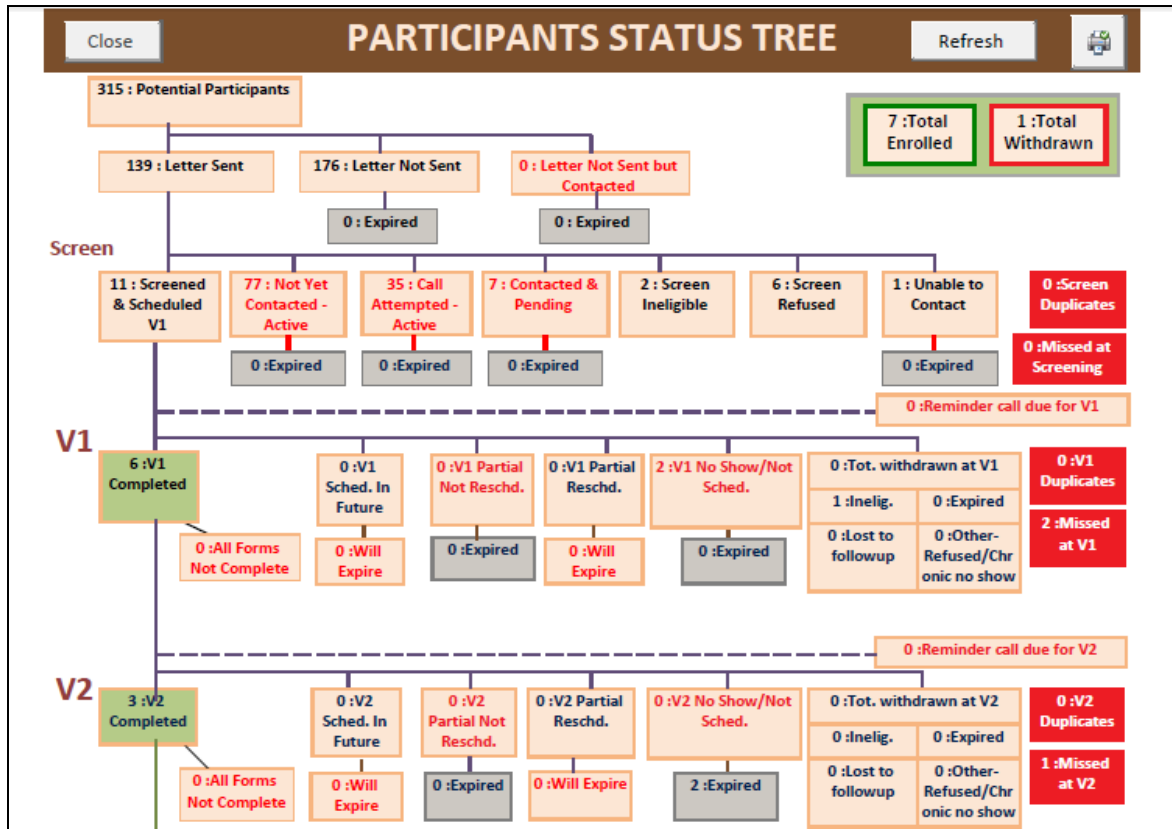 Close
PARTICIPANTS STATUS TREE
Refresh
315 : Potential Participants
7 :Total
Enrolled
1 :Total
Withdrawn
139 : Letter Sent
176 : Letter Not Sent
0 : Letter Not Sent but
Contacted
0 : Expired
0 : Expired
Screen
11 : Screened
& Scheduled
V1
77 : Not Yet
Contacted -
Active
35 : Call
Attempted -
Active
7 : Contacted &
Pending
2 : Screen
Ineligible
6 : Screen
Refused
1 : Unable to
Contact
0 :Screen
Duplicates
0 :Expired
0 :Expired
0 :Expired
0 :Expired
0 :Missed at
Screening
0 :Reminder call due for V1
V1
6 :V1
Completed
0 :V1
Sched. In
Future
0 :V1 Partial
Not Reschd.
0 :V1 Partial
Reschd.
2 :V1 No Show/Not
Sched.
0 :Tot. withdrawn at V1
1 :Inelig.
0 :Expired
0 :Lost to
followup
0 :Other-
Refused/Chr
onic no show
0 :V1
Duplicates
2 :Missed
at V1
0 :All Forms
Not Complete
0 :Will
Expire
0 :Expired
0 :Will
Expire
0 :Expired
0 :Reminder call due for V2
V2
3 :V2
Completed
0 :V2
Sched. In
Future
0 :V2
Partial Not
Reschd.
0 :V2 Partial
Reschd.
0 :V2 No Show/Not
Sched.
0 :Tot. withdrawn at V2
0 :Inelig.
0 :Expired
0 :Lost to
followup
0 :Other-
Refused/Chr
onic no show
0 :V2
Duplicates
1 :Missed
at V2
0 :All Forms
Not Complete
0 :Will
Expire
0 :Expired
0 :Will Expire
2 :Expired